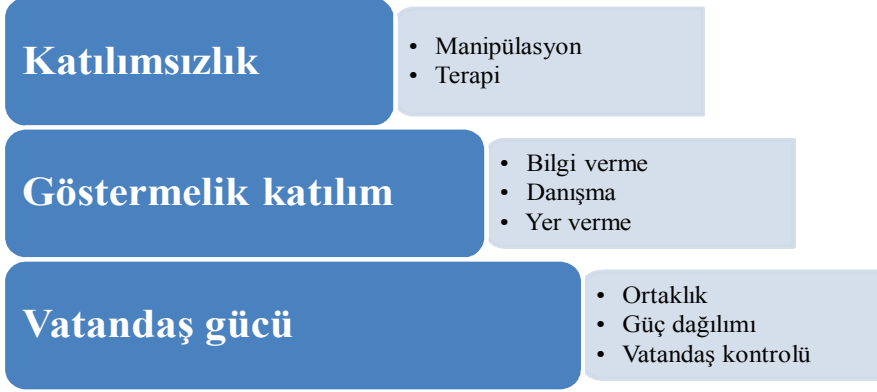 Katılımsızlık
• Manipülasyon
• Terapi
Göstermelik katılım
• Bilgi verme
• Danışma
• Yer verme
Vatandaş gücü
• Ortaklık
• Güç dağılımı
• Vatandaş kontrolü